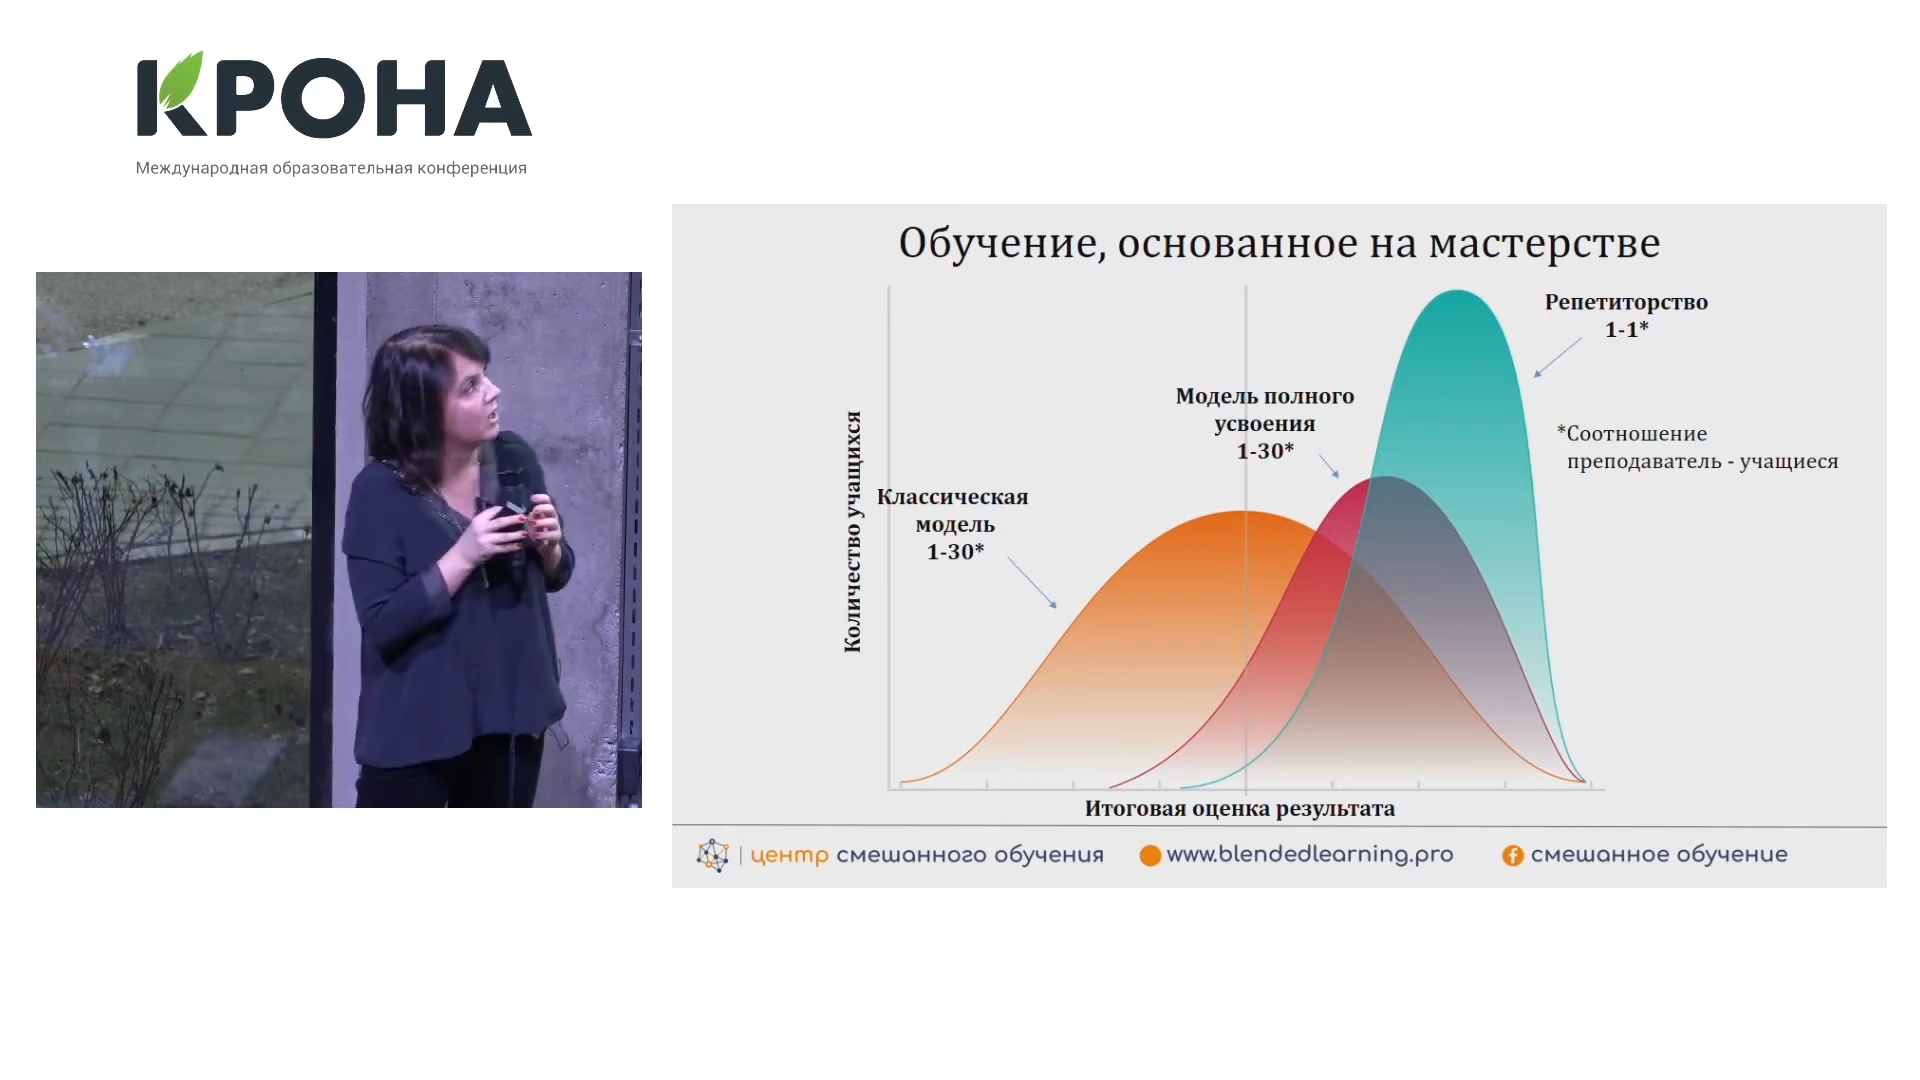 КРОНА
Международная образовательная конференция
Обучение, основанное на мастерстве
Репетиторство
1-1*
Модель полного
усвоения
1-30*
*Соотношение
преподаватель - учащиеся
Классическая
модель
1-30*
Количество учащихся
Итоговая оценка результата
центр смешанного обучения
www.blendedlearning.pro
смешанное обучение